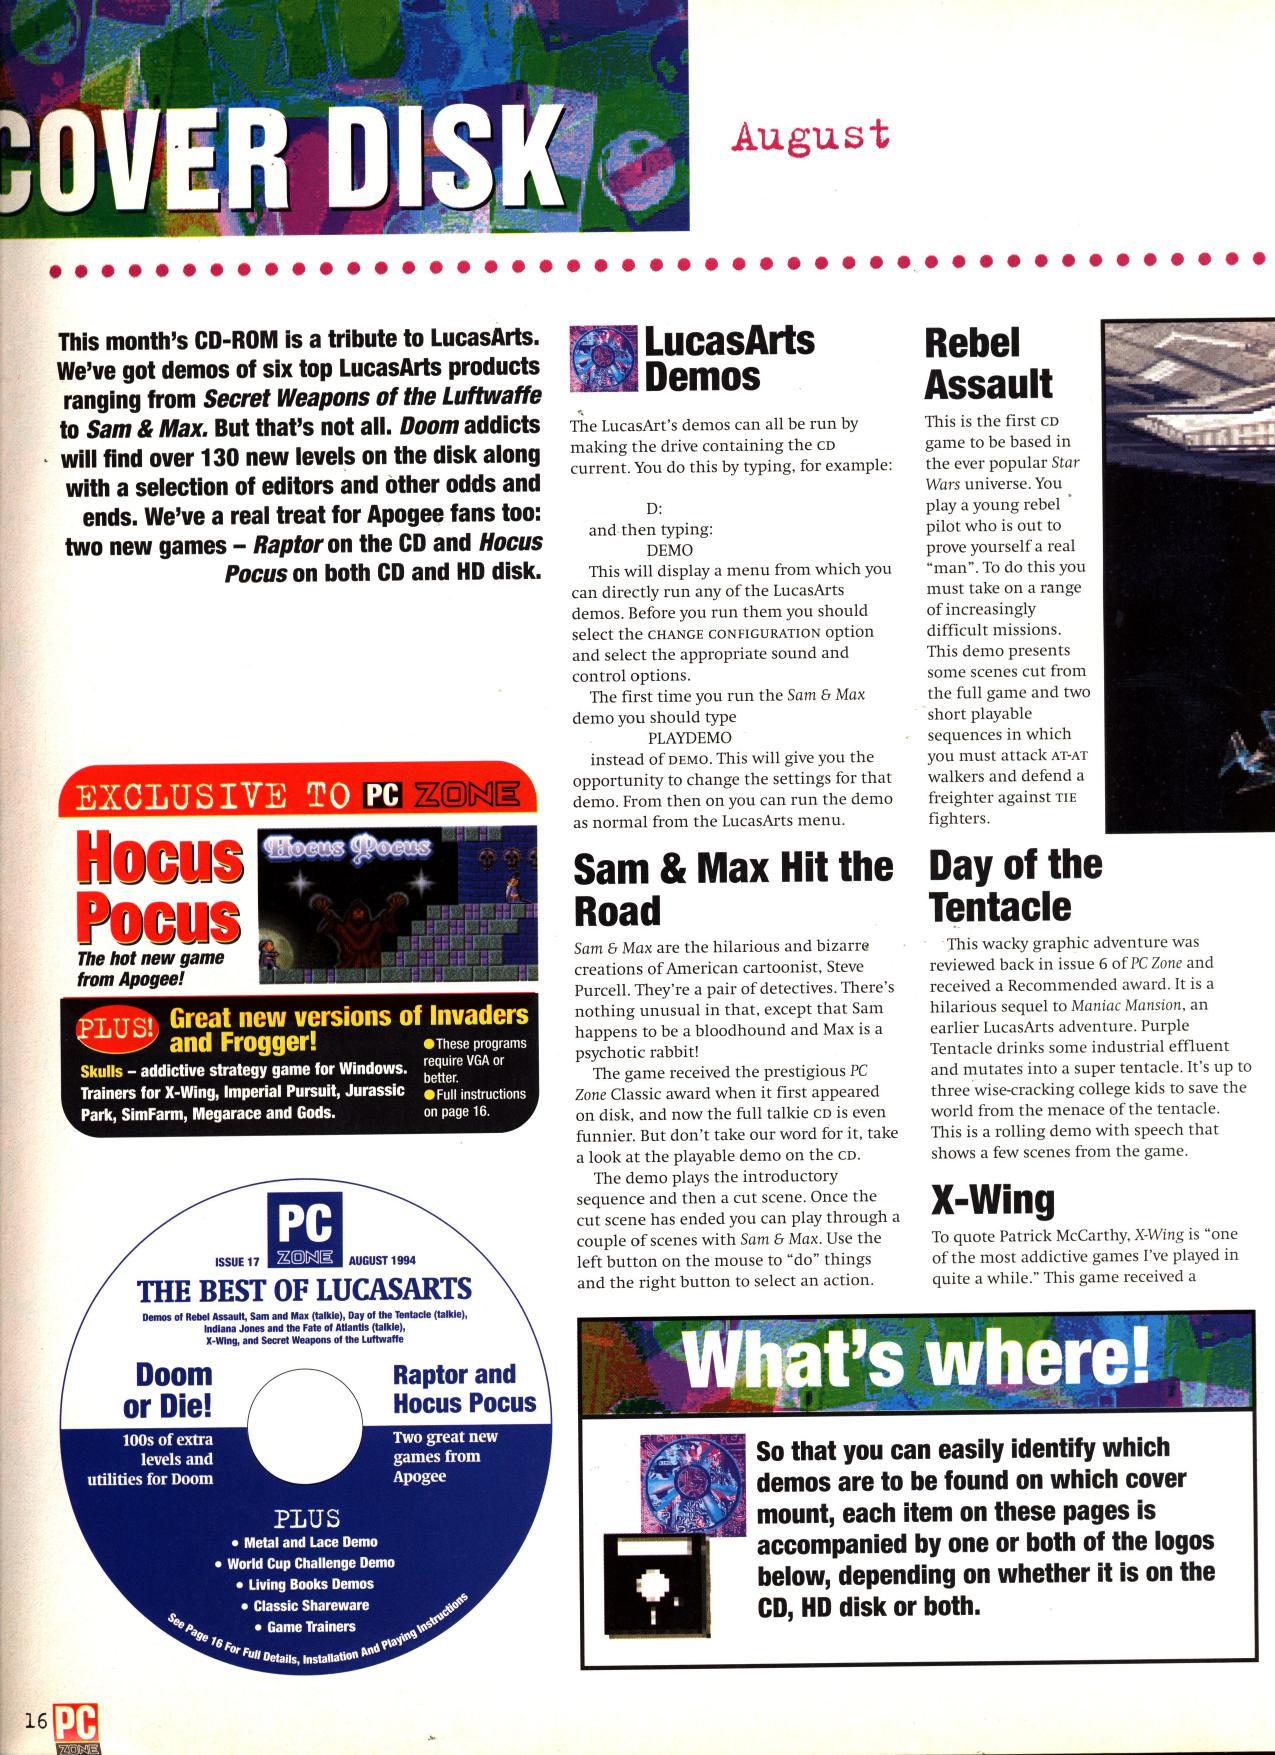 COVER DISK
August
This month's CD-ROM is a tribute to LucasArts.
We've got demos of six top LucasArts products
ranging from Secret Weapons of the Luftwaffe
to Sam & Max. But that's not all. Doom addicts
will find over 130 new levels on the disk along
with a selection of editors and other odds and
ends. We've a real treat for Apogee fans too:
two new games – Raptor on the CD and Hocus
Pocus on both CD and HD disk.
EXCLUSIVE TO PC ZONE
Hocus
Pocus
The hot new game
from Apogee!
Hocus Pocus
PLUS!
Great new versions of Invaders
and Frogger!
Skulls – addictive strategy game for Windows.
Trainers for X-Wing, Imperial Pursuit, Jurassic
Park, SimFarm, Megarace and Gods.
● These programs
require VGA or
better.
● Full instructions
on page 16.
PC
ZONE
ISSUE 17
AUGUST 1994
THE BEST OF LUCASARTS
Demos of Rebel Assault, Sam and Max (talkie), Day of the Tentacle (talkie),
Indiana Jones and the Fate of Atlantis (talkie),
X-Wing, and Secret Weapons of the Luftwaffe
Doom
or Die!
100s of extra
levels and
utilities for Doom
Raptor and
Hocus Pocus
Two great new
games from
Apogee
PLUS
• Metal and Lace Demo
• World Cup Challenge Demo
• Living Books Demos
• Classic Shareware
• Game Trainers
See Page 16 For Full Details, Installation And Playing Instructions
LucasArts
Demos
The LucasArt's demos can all be run by
making the drive containing the CD
current. You do this by typing, for example:
D:
and then typing:
DEMO
This will display a menu from which you
can directly run any of the LucasArts
demos. Before you run them you should
select the CHANGE CONFIGURATION option
and select the appropriate sound and
control options.
The first time you run the Sam & Max
demo you should type
PLAYDEMO
instead of DEMO. This will give you the
opportunity to change the settings for that
demo. From then on you can run the demo
as normal from the LucasArts menu.
Sam & Max Hit the
Road
Sam & Max are the hilarious and bizarre
creations of American cartoonist, Steve
Purcell. They're a pair of detectives. There's
nothing unusual in that, except that Sam
happens to be a bloodhound and Max is a
psychotic rabbit!
The game received the prestigious PC
Zone Classic award when it first appeared
on disk, and now the full talkie CD is even
funnier. But don't take our word for it, take
a look at the playable demo on the CD.
The demo plays the introductory
sequence and then a cut scene. Once the
cut scene has ended you can play through a
couple of scenes with Sam & Max. Use the
left button on the mouse to "do" things
and the right button to select an action.
Rebel
Assault
This is the first CD
game to be based in
the ever popular Star
Wars universe. You
play a young rebel
pilot who is out to
prove yourself a real
"man". To do this you
must take on a range
of increasingly
difficult missions.
This demo presents
some scenes cut from
the full game and two
short playable
sequences in which
you must attack AT-AT
walkers and defend a
freighter against TIE
fighters.
Day of the
Tentacle
This wacky graphic adventure was
reviewed back in issue 6 of PC Zone and
received a Recommended award. It is a
hilarious sequel to Maniac Mansion, an
earlier LucasArts adventure. Purple
Tentacle drinks some industrial effluent
and mutates into a super tentacle. It's up to
three wise-cracking college kids to save the
world from the menace of the tentacle.
This is a rolling demo with speech that
shows a few scenes from the game.
X-Wing
To quote Patrick McCarthy, X-Wing is "one
of the most addictive games I've played in
quite a while." This game received a
What's where!
So that you can easily identify which
demos are to be found on which cover
mount, each item on these pages is
accompanied by one or both of the logos
below, depending on whether it is on the
CD, HD disk or both.
16 PC
ZONE